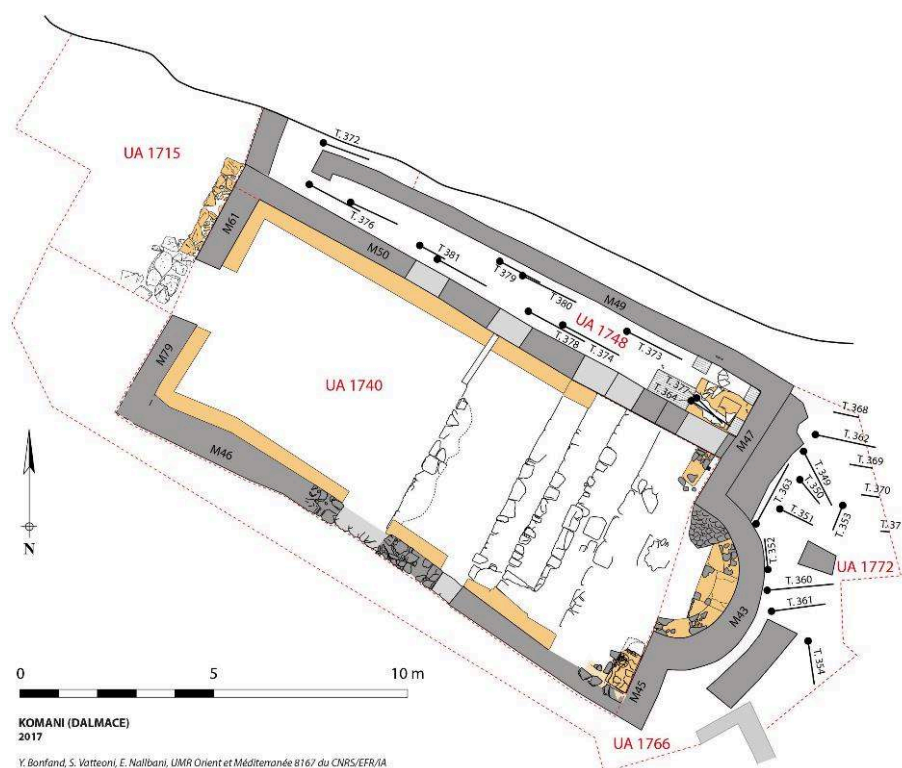 T. 372
UA 1715
M61
T. 376
M50
T. 381
T. 379
T. 380
M49
UA 1748
T. 378
T. 374
T. 373
T. 377
T. 364
M47
T. 368
T. 362
T. 369
T. 349
T. 350
T. 363
T. 370
T. 351
T. 353
T. 37
M79
UA 1740
M46
N
T. 352
UA 1772
T. 360
T. 361
M43
T. 354
M45
UA 1766
0 5 10 m
KOMANI (DALMACE)
2017
Y. Bonfand, S. Vatteoni, E. Nallbani, UMR Orient et Méditerranée 8167 du CNRS/EFR/IA